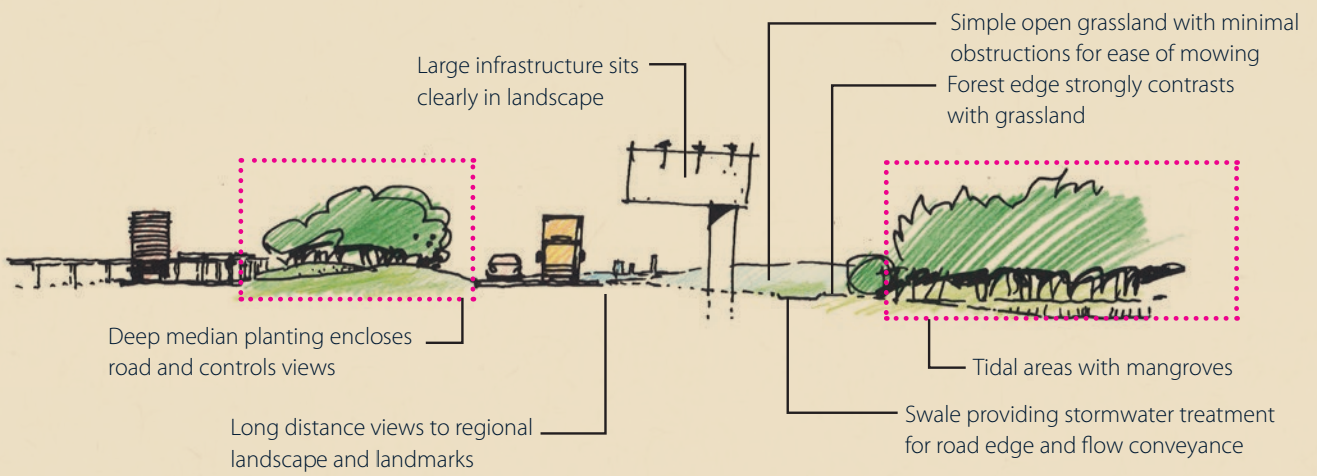 Simple open grassland with minimal
obstructions for ease of mowing
Large infrastructure sits
clearly in landscape
Forest edge strongly contrasts
with grassland
Deep median planting encloses
road and controls views
Tidal areas with mangroves
Long distance views to regional
landscape and landmarks
Swale providing stormwater treatment
for road edge and flow conveyance